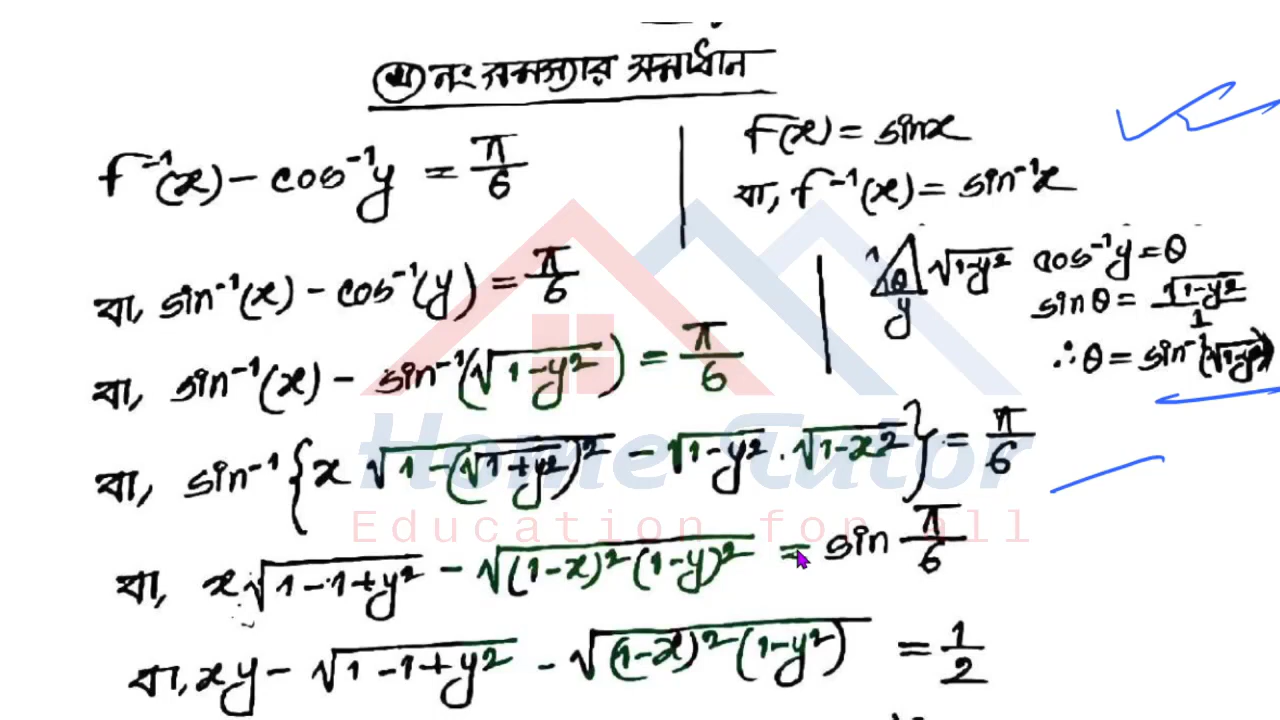 খ নং সমস্যার সমাধান
f⁻¹(x) – cos⁻¹y = π/6
f(x) = sinx
বা, f⁻¹(x) = sin⁻¹x
বা, sin⁻¹(x) – cos⁻¹(y) = π/6
1 θ y √1–y²
cos⁻¹y = θ
sinθ = √1–y²/1
∴ θ = sin⁻¹(√1–y²)
বা, sin⁻¹(x) – sin⁻¹(√1–y²) = π/6
বা, sin⁻¹{x √1–(√1+y²)² – √1–y² . √1–x²} = π/6
Home Tutor
Education for all
বা, x√1–1+y² – √(1–x)²(1–y)² = sin π/6
বা, xy – √1–1+y² – √(1–x)²(1–y²) = 1/2